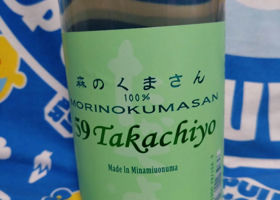 森のくまさん
100%
MORINOKUMASAN
59 Takachiyo
Made in Minamiuonuma